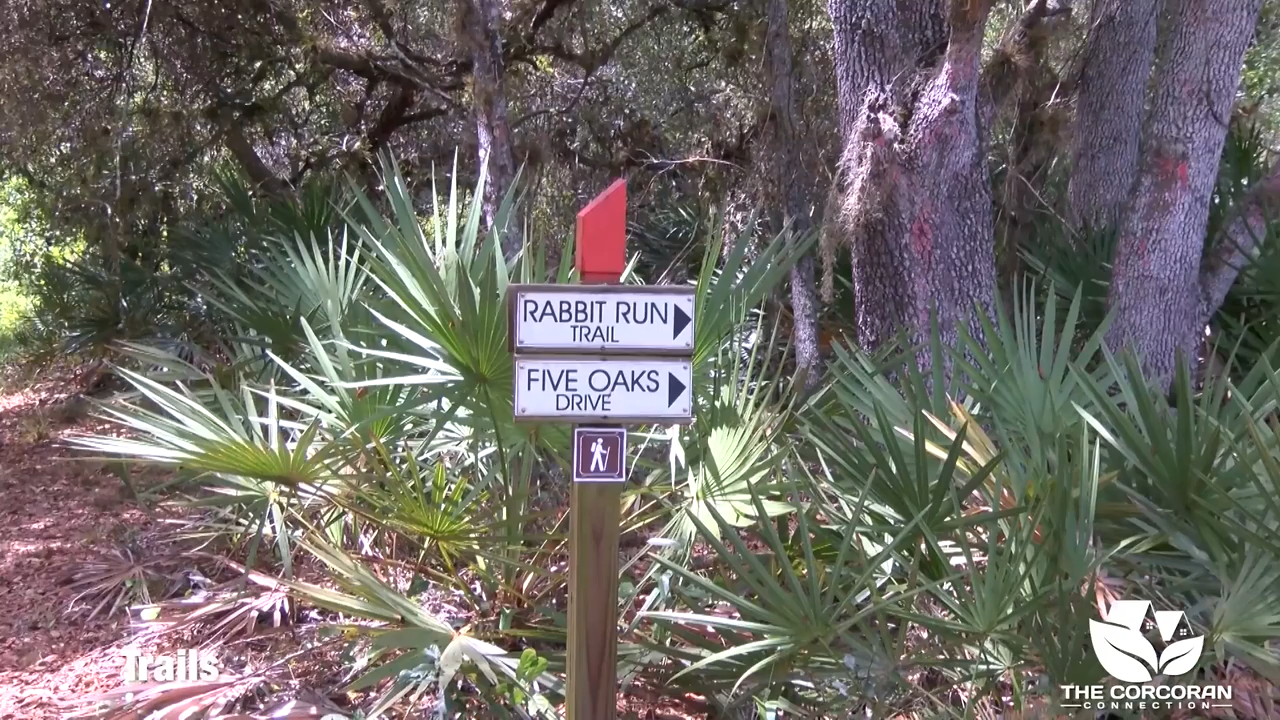 RABBIT RUN
TRAIL
FIVE OAKS
DRIVE
Trails
THE CORCORAN
CONNECTION